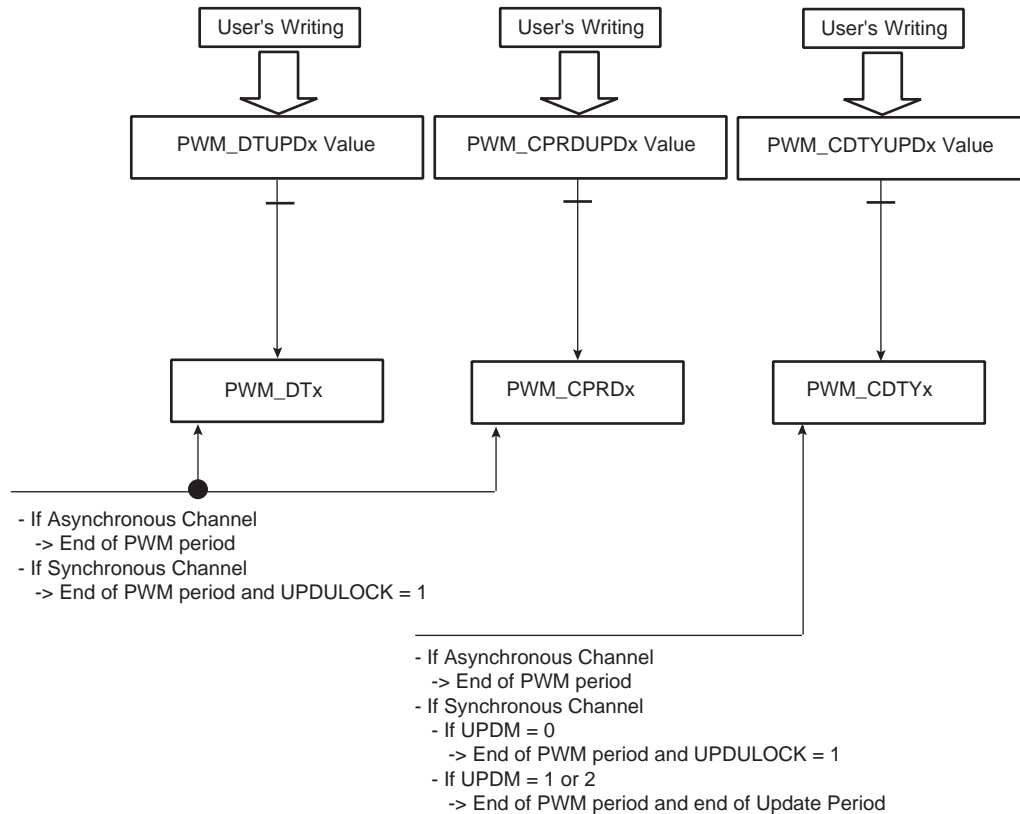 User's Writing
User's Writing
User's Writing
PWM_DTUPDx Value
PWM_CPRDUPDx Value
PWM_CDTYUPDx Value
PWM_DTx
PWM_CPRDx
PWM_CDTYx
- If Asynchronous Channel
-> End of PWM period
- If Synchronous Channel
-> End of PWM period and UPDULOCK = 1
- If Asynchronous Channel
-> End of PWM period
- If Synchronous Channel
- If UPDM = 0
-> End of PWM period and UPDULOCK = 1
- If UPDM = 1 or 2
-> End of PWM period and end of Update Period